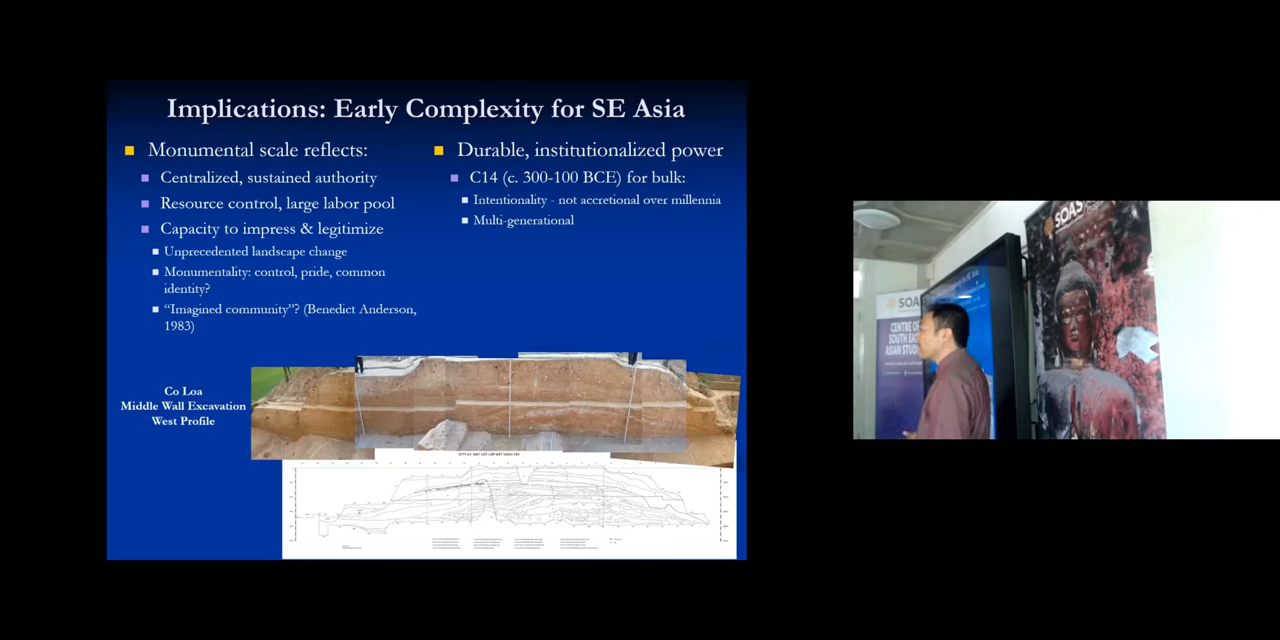 Implications: Early Complexity for SE Asia
Monumental scale reflects:
Centralized, sustained authority
Resource control, large labor pool
Capacity to impress & legitimize
Unprecedented landscape change
Monumentality: control, pride, common
identity?
“Imagined community”? (Benedict Anderson,
1983)
Durable, institutionalized power
C14 (c. 300-100 BCE) for bulk:
Intentionality - not accretional over millennia
Multi-generational
Co Loa
Middle Wall Excavation
West Profile
SOAS
CENTRE OF
SOUTH EAST
ASIAN STUD
SOAS